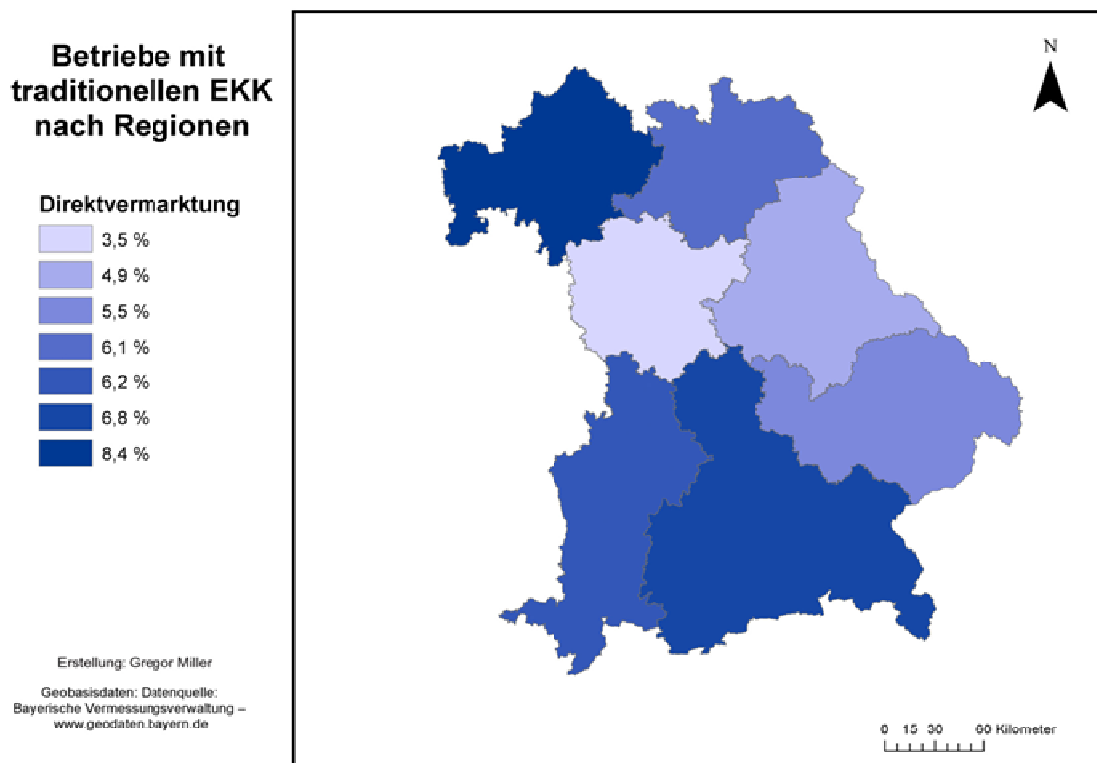 Betriebe mit
traditionellen EKK
nach Regionen
Direktvermarktung
3,5 %
4,9 %
5,5 %
6,1 %
6,2 %
6,8 %
8,4 %
Erstellung: Gregor Miller
Geobasisdaten: Datenquelle:
Bayerische Vermessungsverwaltung –
www.geodaten.bayern.de
N
0 15 30 60 Kilometer